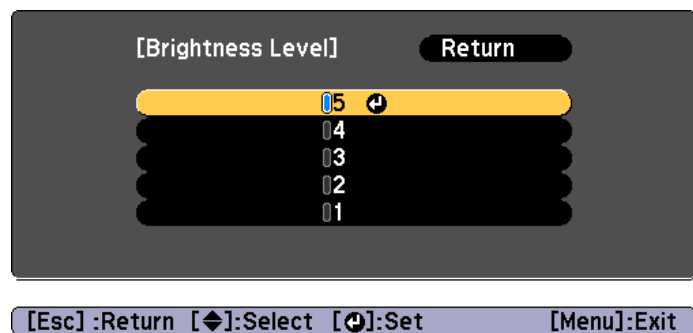 [Brightness Level] Return
5
4
3
2
1
[Esc] :Return [◆]:Select [⏎]:Set [Menu]:Exit